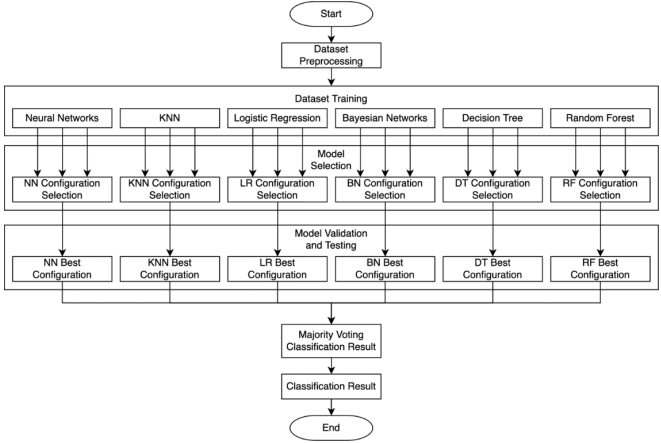 Start
Dataset
Preprocessing
Dataset Training
Neural Networks
KNN
Logistic Regression
Bayesian Networks
Decision Tree
Random Forest
Model
Selection
NN Configuration
Selection
KNN Configuration
Selection
LR Configuration
Selection
BN Configuration
Selection
DT Configuration
Selection
RF Configuration
Selection
Model Validation
and Testing
NN Best
Configuration
KNN Best
Configuration
LR Best
Configuration
BN Best
Configuration
DT Best
Configuration
RF Best
Configuration
Majority Voting
Classification Result
Classification Result
End